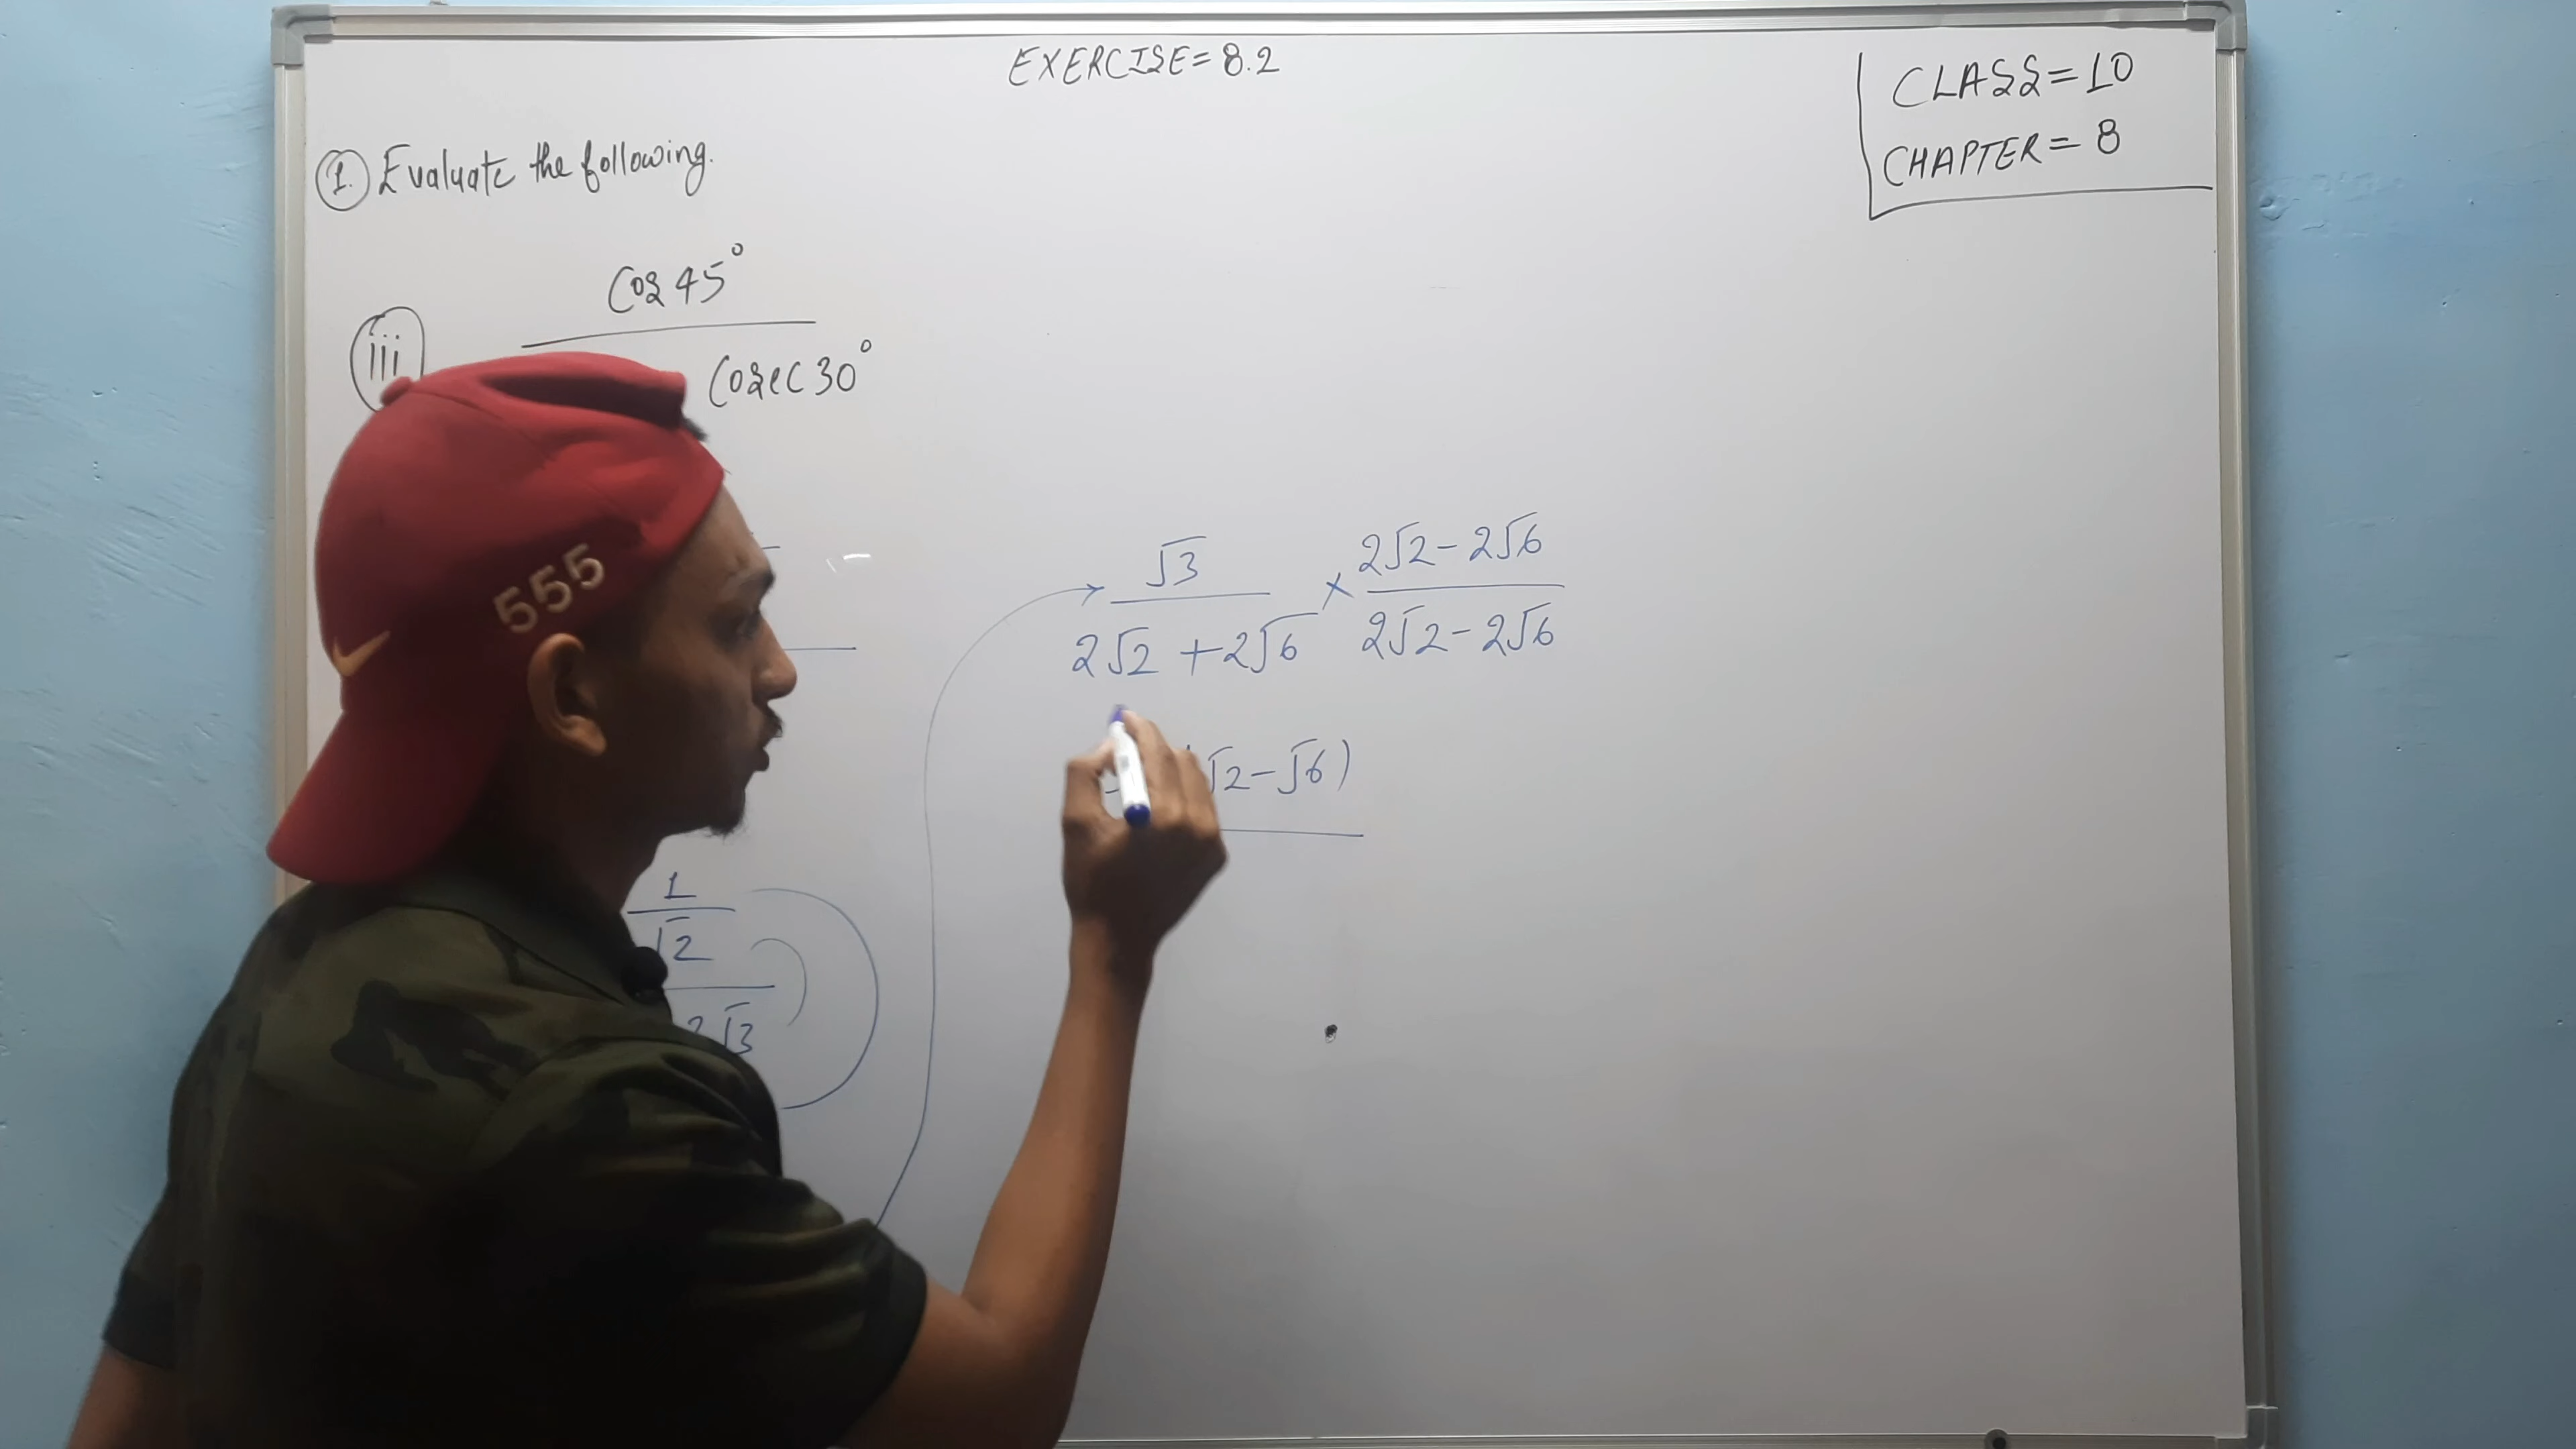 EXERCISE = 8.2
CLASS = 10
CHAPTER = 8
1. Evaluate the following.
iii
Cos 45°
Cosec 30°
555
√3 × 2√2 - 2√6
2√2 + 2√6 2√2 - 2√6
√2 - √6)
1
√2
2√3